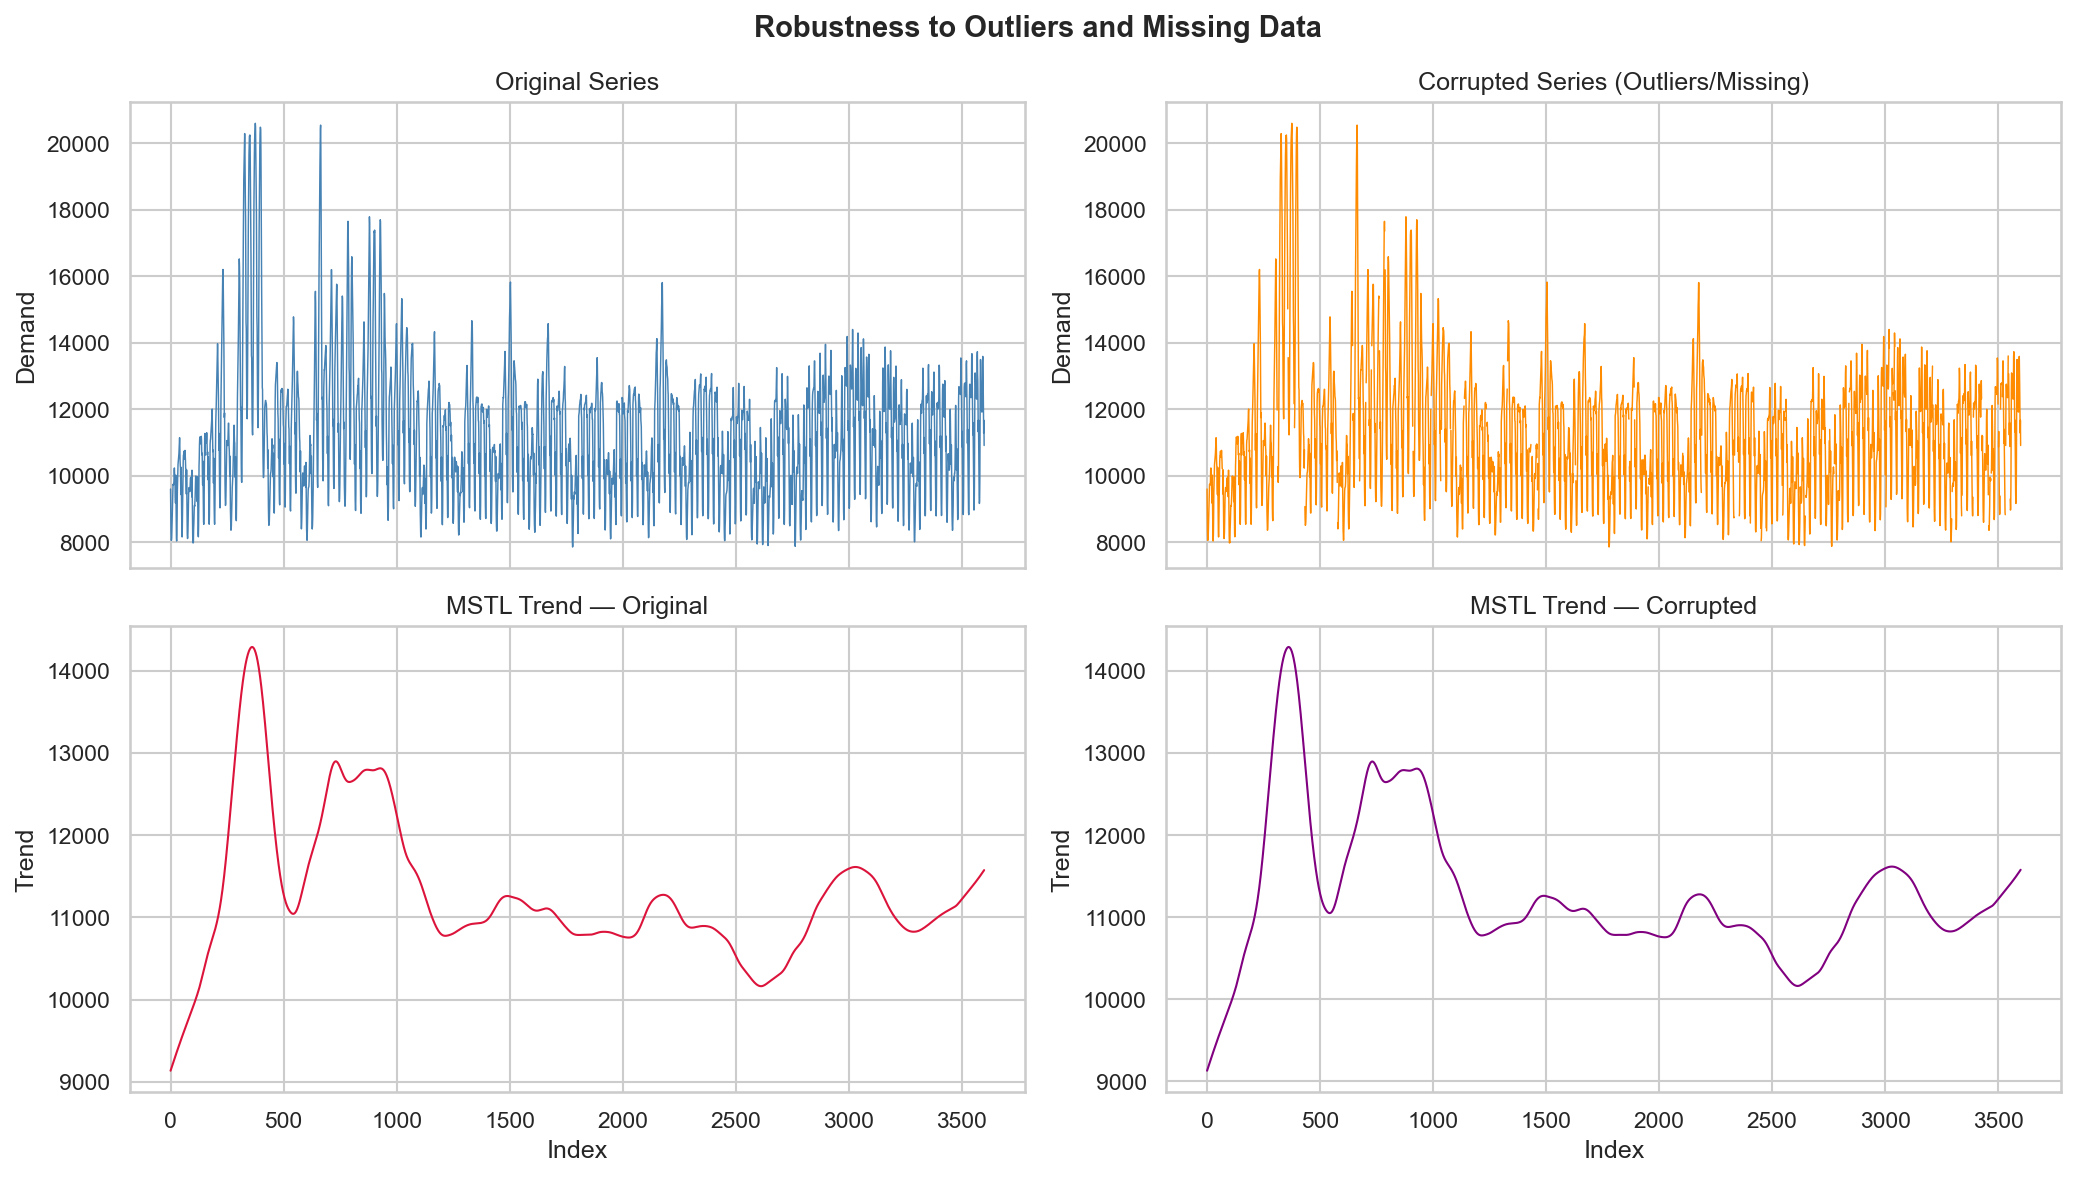 Robustness to Outliers and Missing Data
Original Series
Corrupted Series (Outliers/Missing)
Demand
20000
18000
16000
14000
12000
10000
8000
Demand
20000
18000
16000
14000
12000
10000
8000
MSTL Trend — Original
MSTL Trend — Corrupted
Trend
14000
13000
12000
11000
10000
9000
0 500 1000 1500 2000 2500 3000 3500
Index
Trend
14000
13000
12000
11000
10000
9000
0 500 1000 1500 2000 2500 3000 3500
Index